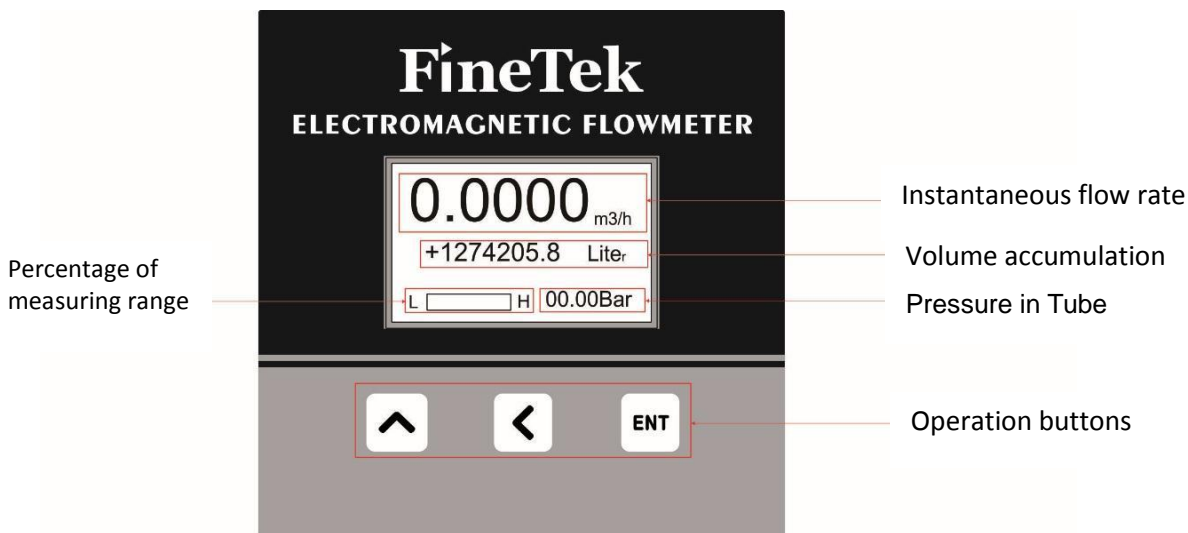 FineTek
ELECTROMAGNETIC FLOWMETER
0.0000 m3/h
+1274205.8 Liter
L H 00.00Bar
ENT
Percentage of
measuring range
Instantaneous flow rate
Volume accumulation
Pressure in Tube
Operation buttons